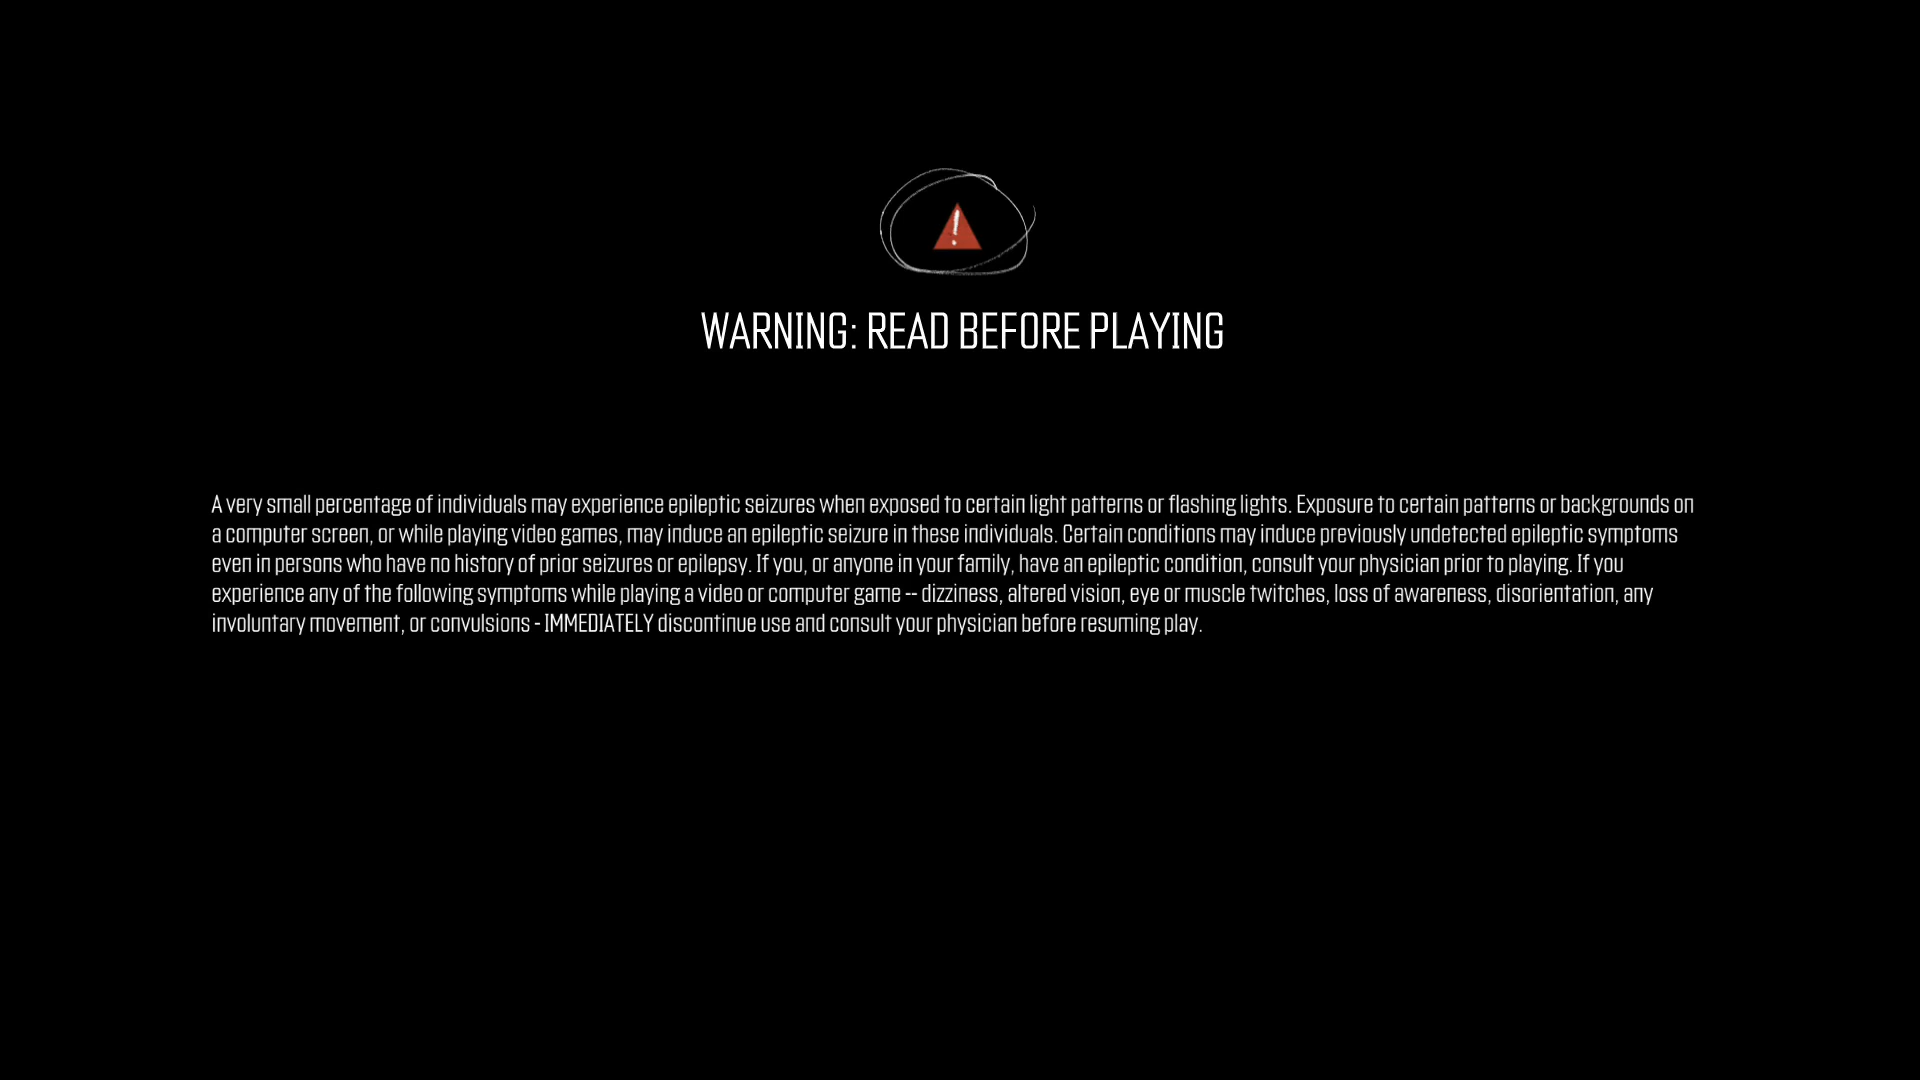 WARNING: READ BEFORE PLAYING
A very small percentage of individuals may experience epileptic seizures when exposed to certain light patterns or flashing lights. Exposure to certain patterns or backgrounds on
a computer screen, or while playing video games, may induce an epileptic seizure in these individuals. Certain conditions may induce previously undetected epileptic symptoms
even in persons who have no history of prior seizures or epilepsy. If you, or anyone in your family, have an epileptic condition, consult your physician prior to playing. If you
experience any of the following symptoms while playing a video or computer game -- dizziness, altered vision, eye or muscle twitches, loss of awareness, disorientation, any
involuntary movement, or convulsions - IMMEDIATELY discontinue use and consult your physician before resuming play.